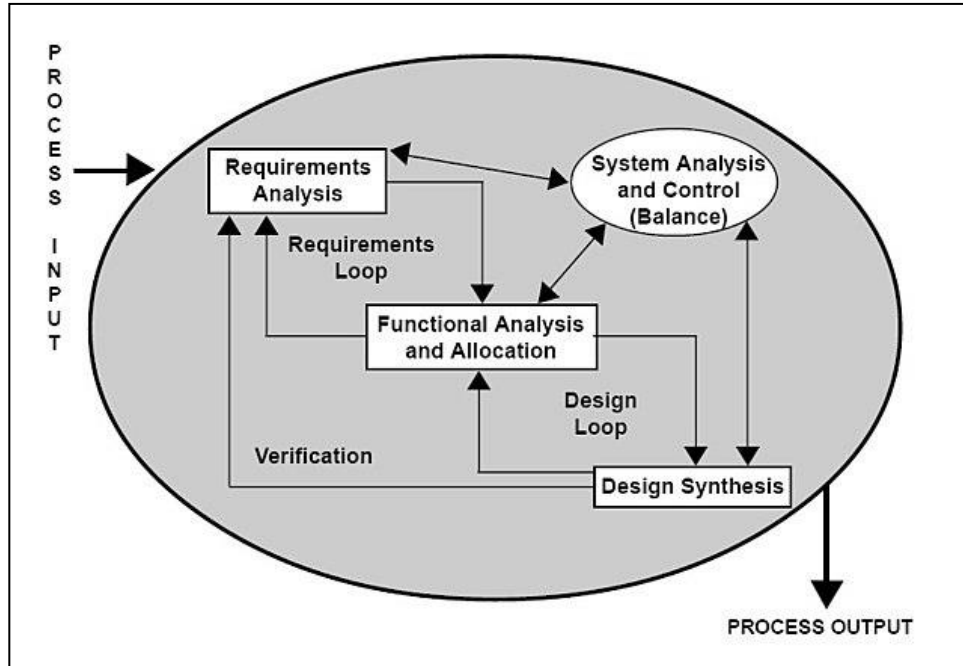 PROCESS INPUT
Requirements
Analysis
System Analysis
and Control
(Balance)
Requirements
Loop
Functional Analysis
and Allocation
Design
Loop
Verification
Design Synthesis
PROCESS OUTPUT